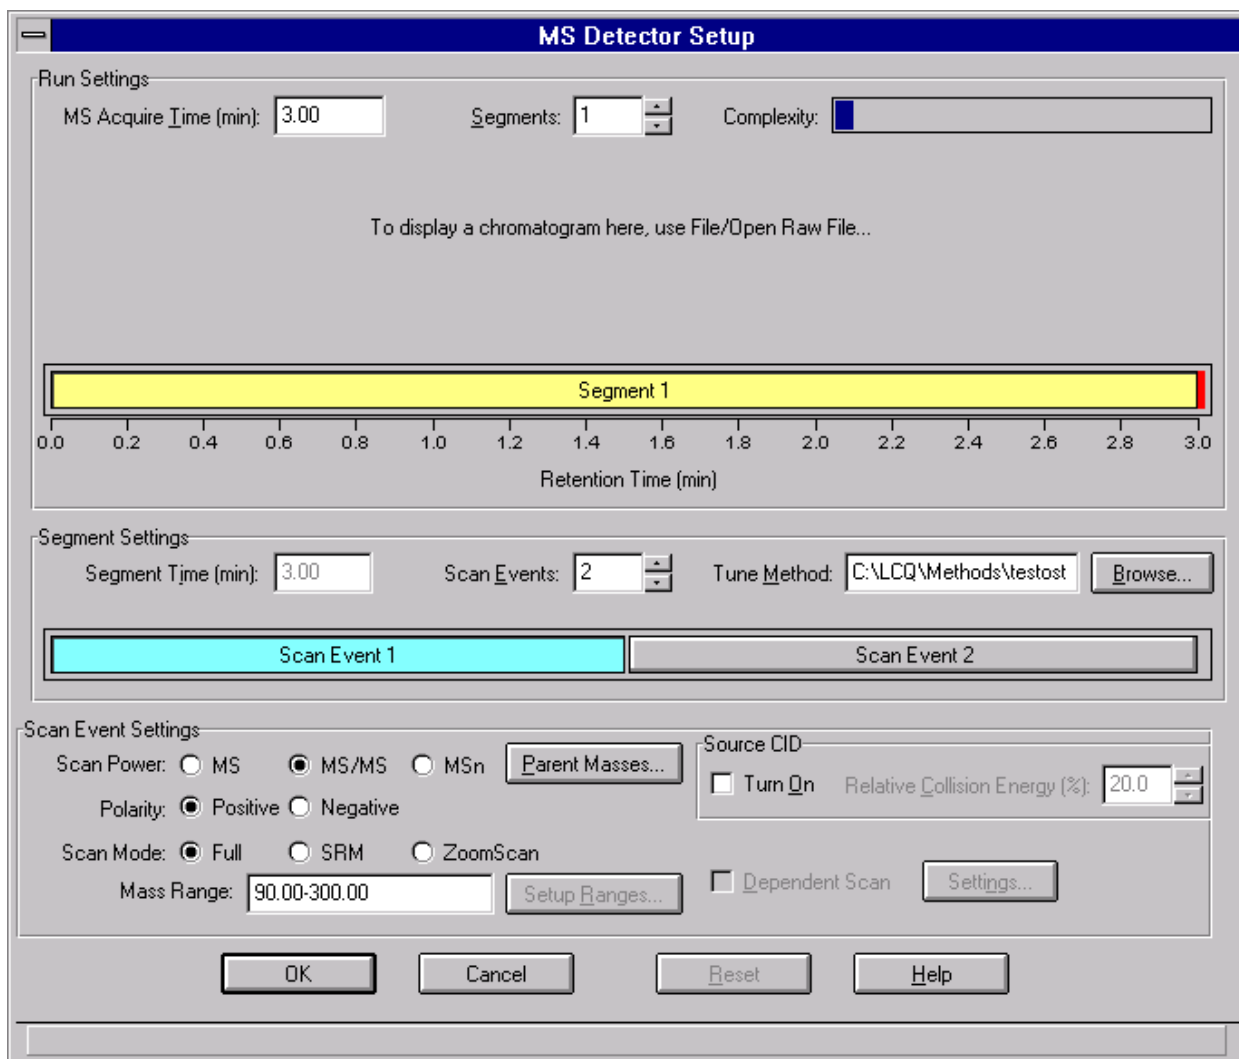 MS Detector Setup
Run Settings
MS Acquire Time (min): 3.00 Segments: 1 Complexity:
To display a chromatogram here, use File/Open Raw File...
Segment 1
0.0 0.2 0.4 0.6 0.8 1.0 1.2 1.4 1.6 1.8 2.0 2.2 2.4 2.6 2.8 3.0
Retention Time (min)
Segment Settings
Segment Time (min): 3.00 Scan Events: 2 Tune Method: C:\LCQ\Methods\testost Browse...
Scan Event 1 Scan Event 2
Scan Event Settings
Source CID
Scan Power: MS MS/MS MSn Parent Masses...
Turn On Relative Collision Energy (%): 20.0
Polarity: Positive Negative
Scan Mode: Full SRM ZoomScan
Mass Range: 90.00-300.00 Setup Ranges... Dependent Scan Settings...
OK Cancel Reset Help